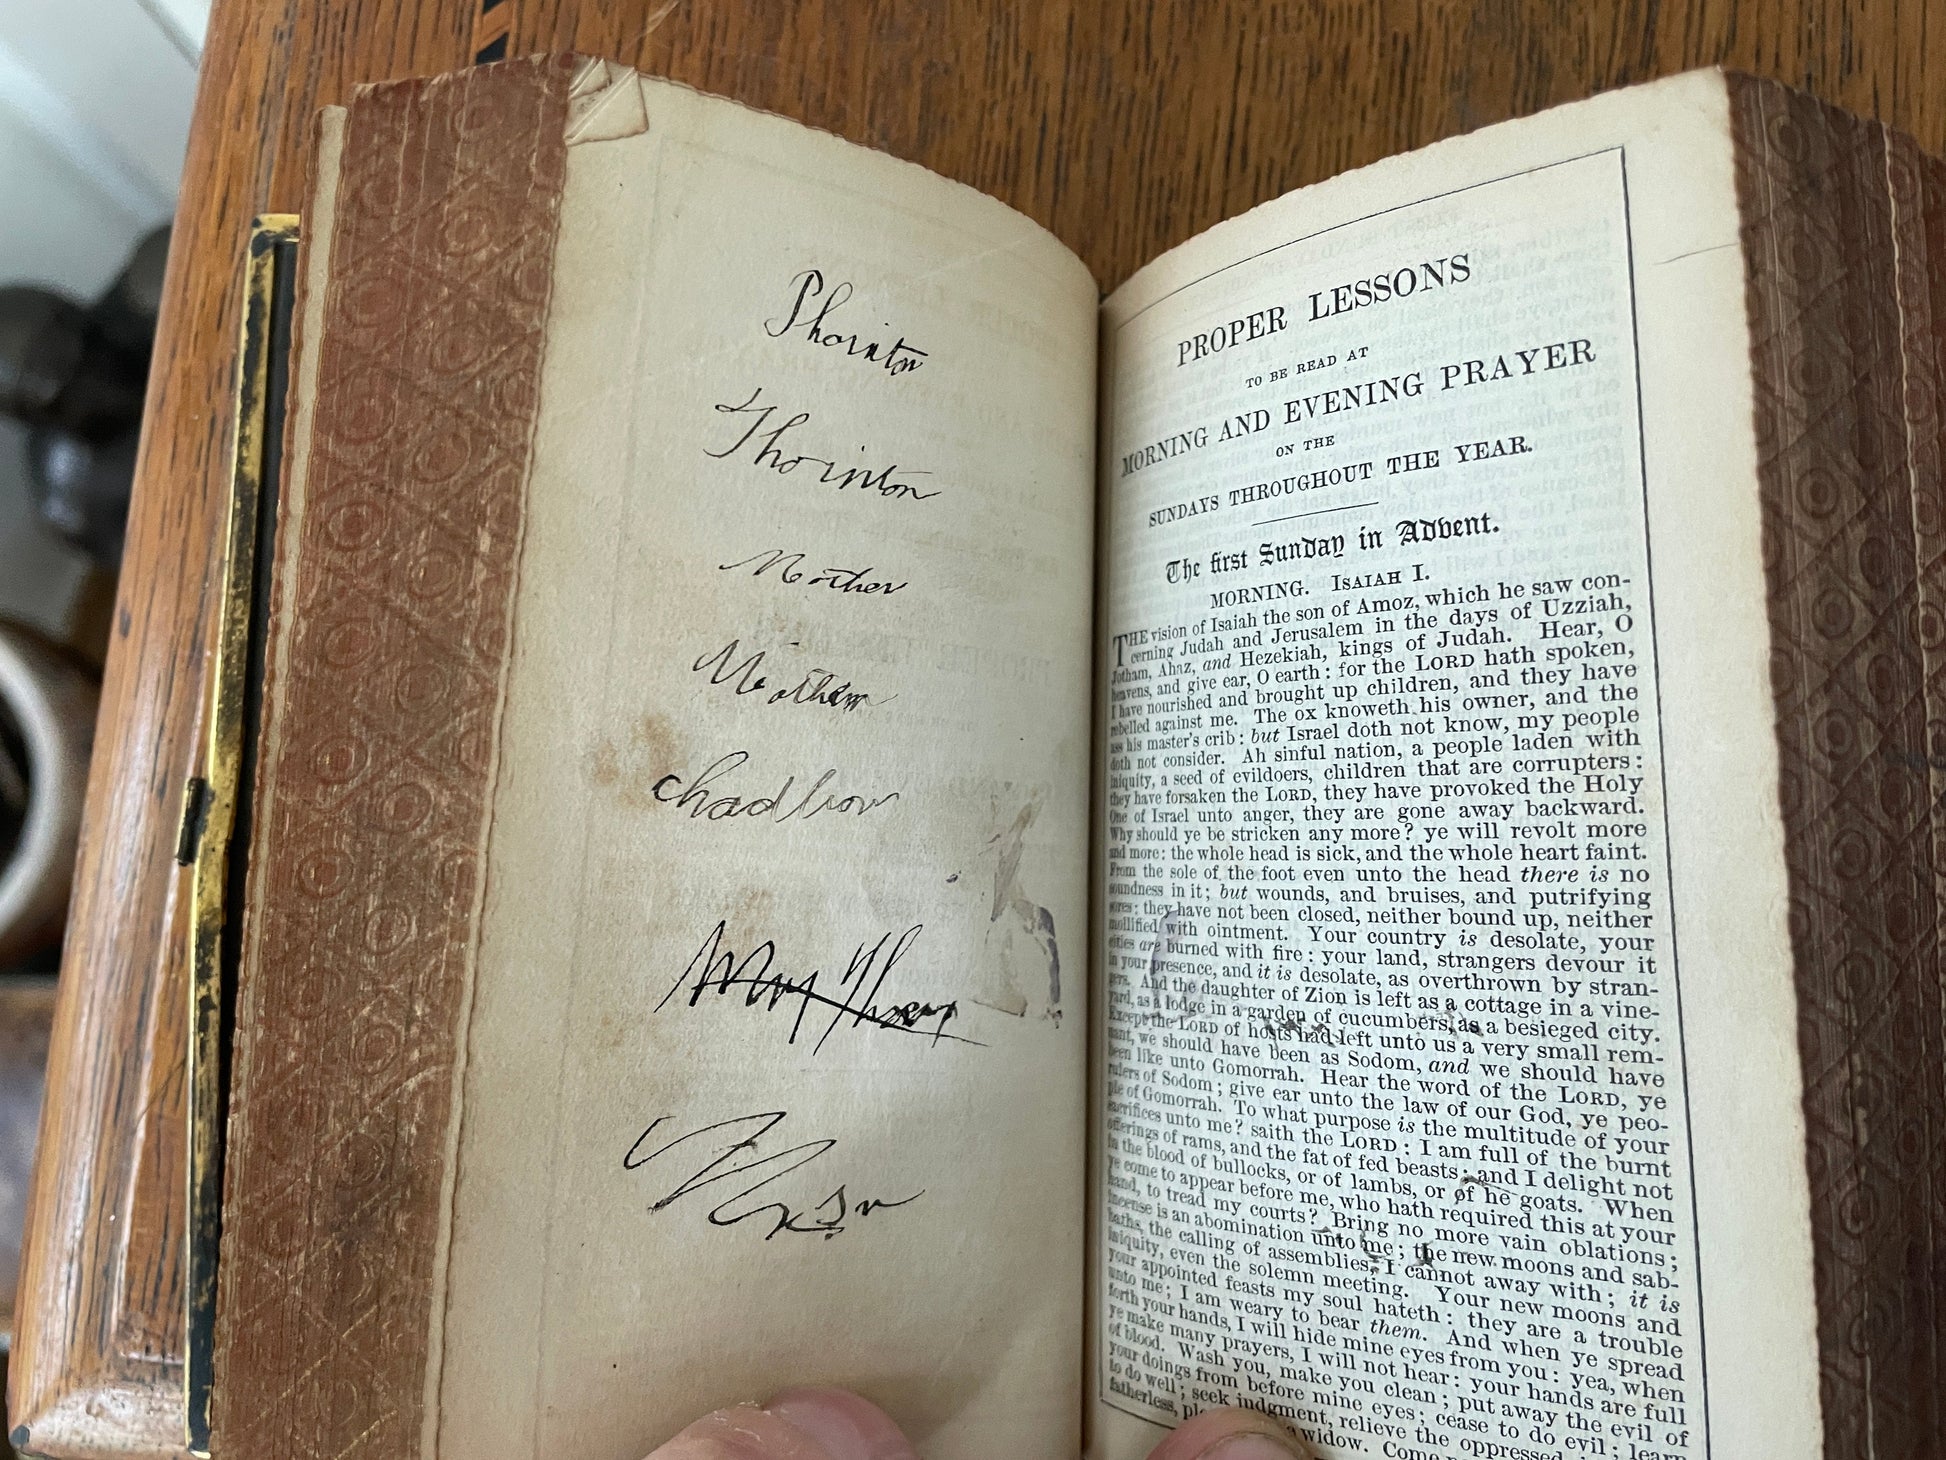 Thornton
Thornton
Mother
Mother
PROPER LESSONS
TO BE READ AT
MORNING AND EVENING PRAYER
ON THE
SUNDAYS THROUGHOUT THE YEAR.
The first Sunday in Advent.
MORNING. ISAIAH I.
THE vision of Isaiah the son of Amoz, which he saw con-
cerning Judah and Jerusalem in the days of Uzziah,
Jotham, Ahaz, and Hezekiah, kings of Judah. Hear, O
heavens, and give ear, O earth: for the LORD hath spoken,
I have nourished and brought up children, and they have
rebelled against me. The ox knoweth his owner, and the
ass his master's crib: but Israel doth not know, my people
doth not consider. Ah sinful nation, a people laden with
iniquity, a seed of evildoers, children that are corrupters:
they have forsaken the LORD, they have provoked the Holy
One of Israel unto anger, they are gone away backward.
Why should ye be stricken any more? ye will revolt more
and more: the whole head is sick, and the whole heart faint.
From the sole of the foot even unto the head there is no
soundness in it; but wounds, and bruises, and putrifying
sores: they have not been closed, neither bound up, neither
mollified with ointment. Your country is desolate, your
cities are burned with fire: your land, strangers devour it
in your presence, and it is desolate, as overthrown by stran-
gers. And the daughter of Zion is left as a cottage in a vine-
yard, as a lodge in a garden of cucumbers, as a besieged city.
Except the LORD of hosts had left unto us a very small rem-
nant, we should have been as Sodom, and we should have
been like unto Gomorrah. Hear the word of the LORD, ye
rulers of Sodom; give ear unto the law of our God, ye peo-
ple of Gomorrah. To what purpose is the multitude of your
sacrifices unto me? saith the LORD: I am full of the burnt
offerings of rams, and the fat of fed beasts; and I delight not
in the blood of bullocks, or of lambs, or of he goats. When
ye come to appear before me, who hath required this at your
hand, to tread my courts? Bring no more vain oblations;
incense is an abomination unto me; the new moons and sab-
baths, the calling of assemblies, I cannot away with; it is
iniquity, even the solemn meeting. Your new moons and
your appointed feasts my soul hateth: they are a trouble
unto me; I am weary to bear them. And when ye spread
forth your hands, I will hide mine eyes from you: yea, when
ye make many prayers, I will not hear: your hands are full
of blood. Wash you, make you clean; put away the evil of
your doings from before mine eyes; cease to do evil; learn
to do well; seek judgment, relieve the oppressed,
fatherless, widow. Come